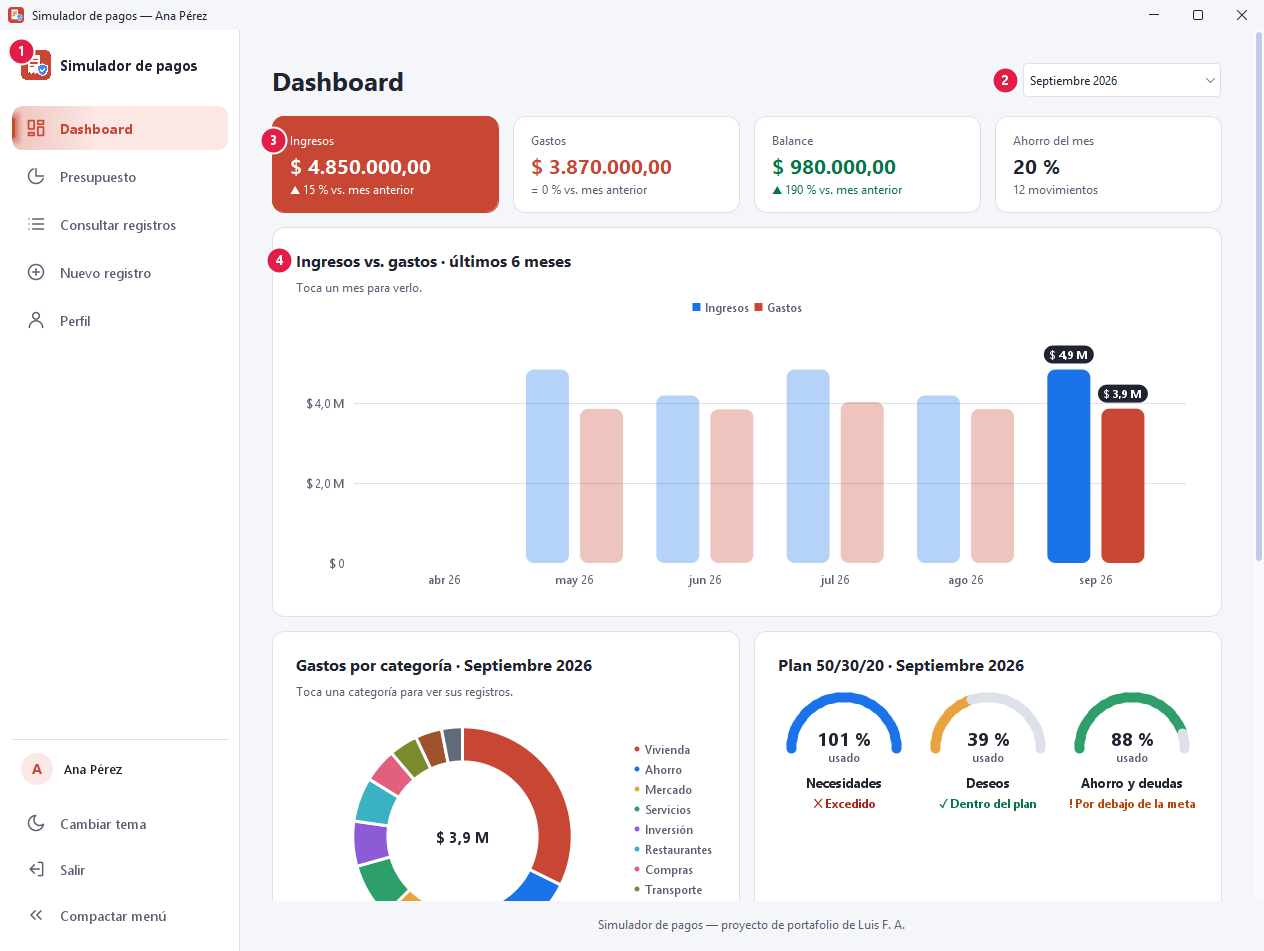 Simulador de pagos — Ana Pérez
1
Simulador de pagos
Dashboard
Presupuesto
Consultar registros
Nuevo registro
Perfil
A
Ana Pérez
Cambiar tema
Salir
Compactar menú
Dashboard
2
Septiembre 2026
3
Ingresos
$ 4.850.000,00
▲ 15 % vs. mes anterior
Gastos
$ 3.870.000,00
= 0 % vs. mes anterior
Balance
$ 980.000,00
▲ 190 % vs. mes anterior
Ahorro del mes
20 %
12 movimientos
4
Ingresos vs. gastos · últimos 6 meses
Toca un mes para verlo.
Ingresos Gastos
$ 4,9 M
$ 3,9 M
$ 4,0 M
$ 2,0 M
$ 0
abr 26 may 26 jun 26 jul 26 ago 26 sep 26
Gastos por categoría · Septiembre 2026
Toca una categoría para ver sus registros.
$ 3,9 M
Vivienda
Ahorro
Mercado
Servicios
Inversión
Restaurantes
Compras
Transporte
Plan 50/30/20 · Septiembre 2026
101 %
usado
Necesidades
✕ Excedido
39 %
usado
Deseos
✓ Dentro del plan
88 %
usado
Ahorro y deudas
! Por debajo de la meta
Simulador de pagos — proyecto de portafolio de Luis F. A.